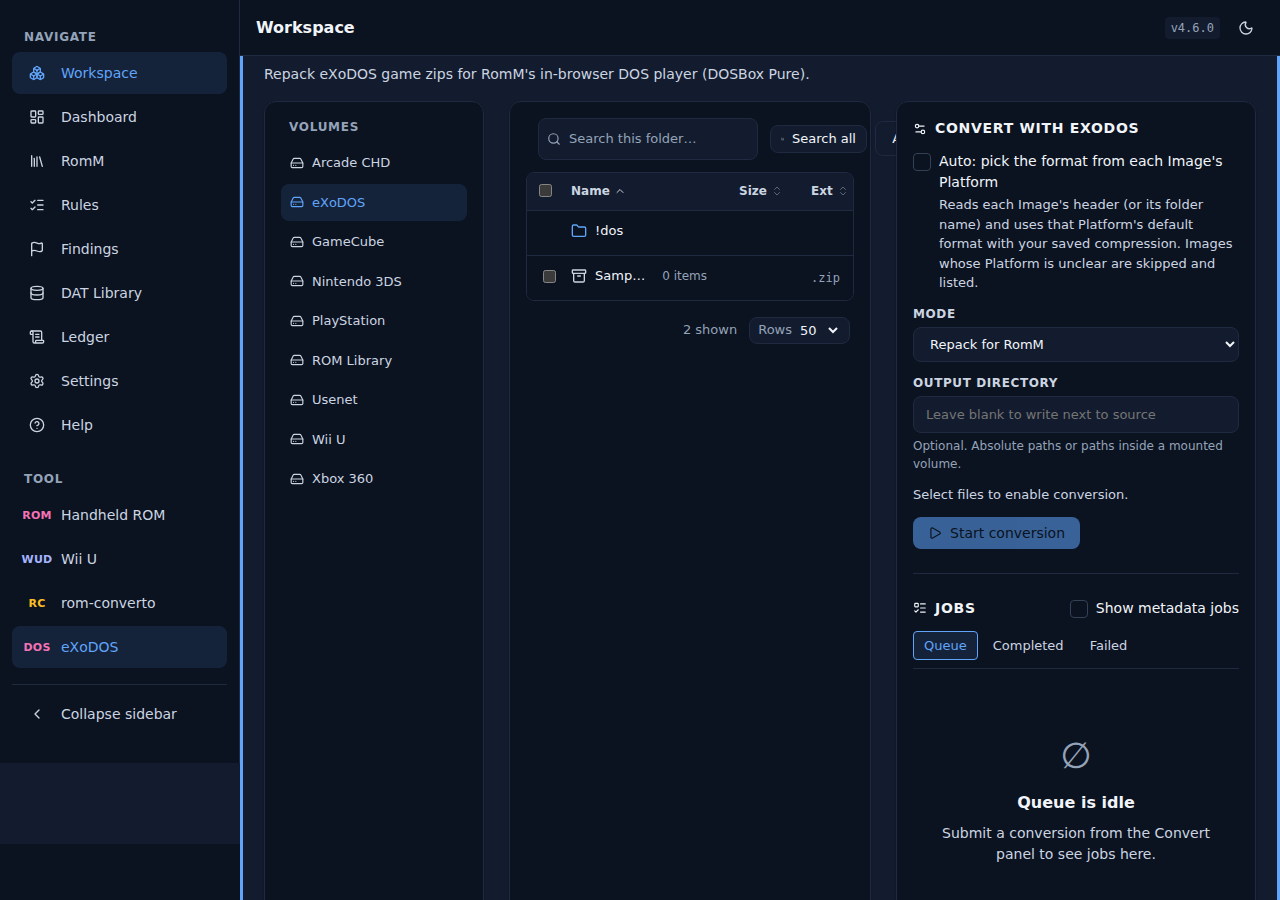 NAVIGATE
Workspace
Dashboard
RomM
Rules
Findings
DAT Library
Ledger
Settings
Help
TOOL
ROM Handheld ROM
WUD Wii U
RC rom-converto
DOS eXoDOS
Collapse sidebar
Workspace
v4.6.0
Repack eXoDOS game zips for RomM's in-browser DOS player (DOSBox Pure).
VOLUMES
Arcade CHD
eXoDOS
GameCube
Nintendo 3DS
PlayStation
ROM Library
Usenet
Wii U
Xbox 360
Search this folder…
Search all
Name Size Ext
!dos
Samp… 0 items .zip
2 shown Rows 50
CONVERT WITH EXODOS
Auto: pick the format from each Image's
Platform
Reads each Image's header (or its folder
name) and uses that Platform's default
format with your saved compression. Images
whose Platform is unclear are skipped and
listed.
MODE
Repack for RomM
OUTPUT DIRECTORY
Leave blank to write next to source
Optional. Absolute paths or paths inside a mounted
volume.
Select files to enable conversion.
Start conversion
JOBS Show metadata jobs
Queue Completed Failed
Queue is idle
Submit a conversion from the Convert
panel to see jobs here.